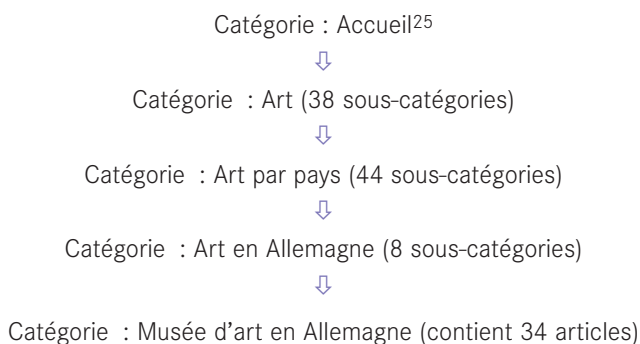 Catégorie : Accueil25
⇩
Catégorie : Art (38 sous-catégories)
⇩
Catégorie : Art par pays (44 sous-catégories)
⇩
Catégorie : Art en Allemagne (8 sous-catégories)
⇩
Catégorie : Musée d'art en Allemagne (contient 34 articles)